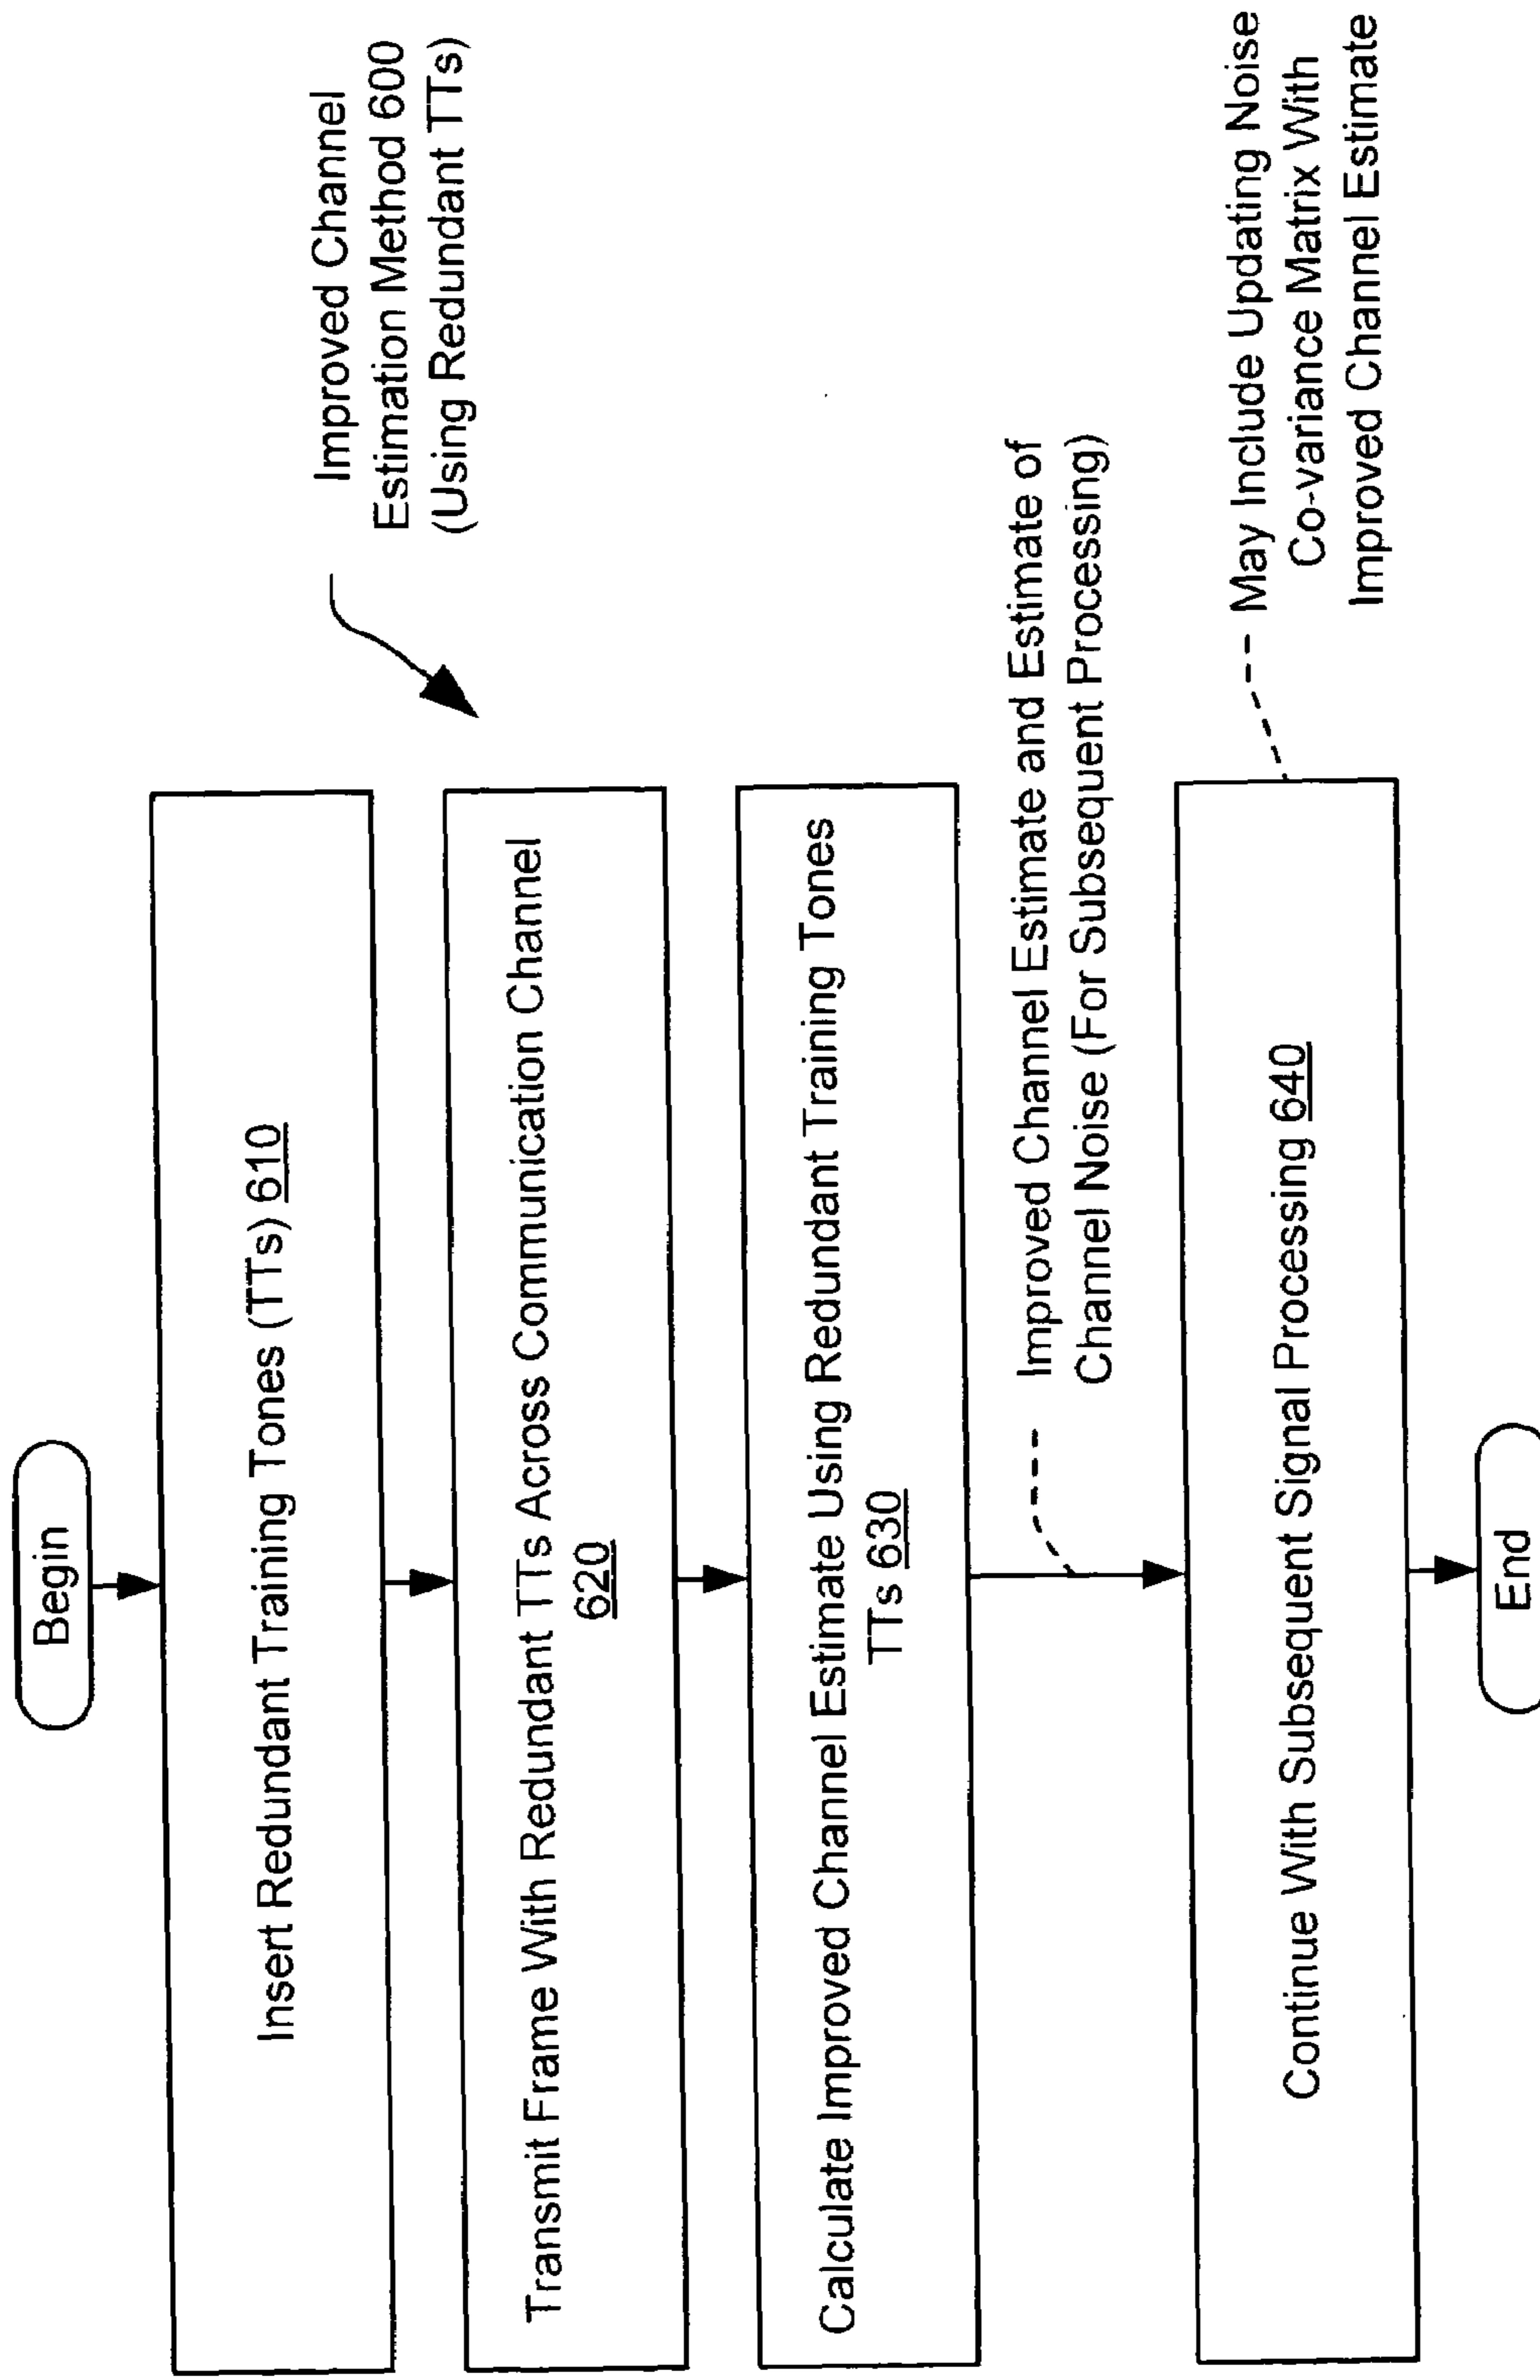 Begin
Improved Channel
Estimation Method 600
(Using Redundant TTs)
Insert Redundant Training Tones (TTs) 610
Transmit Frame With Redundant TTs Across Communication Channel
620
Calculate Improved Channel Estimate Using Redundant Training Tones
TTs 630
Improved Channel Estimate and Estimate of
Channel Noise (For Subsequent Processing)
Continue With Subsequent Signal Processing 640
May Include Updating Noise
Co-variance Matrix With
Improved Channel Estimate
End